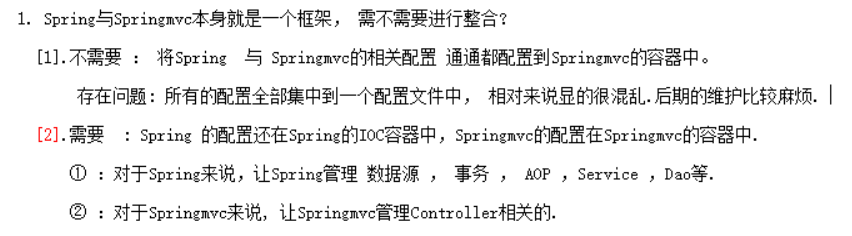 1. Spring与Springmvc本身就是一个框架, 需不需要进行整合?
[1].不需要 : 将Spring 与 Springmvc的相关配置 通通都配置到Springmvc的容器中。
存在问题: 所有的配置全部集中到一个配置文件中, 相对来说显的很混乱.后期的维护比较麻烦.
[2].需要 : Spring 的配置还在Spring的IOC容器中，Springmvc的配置在Springmvc的容器中.
① : 对于Spring来说，让Spring管理 数据源 , 事务 , AOP , Service , Dao等.
② : 对于Springmvc来说, 让Springmvc管理Controller相关的.